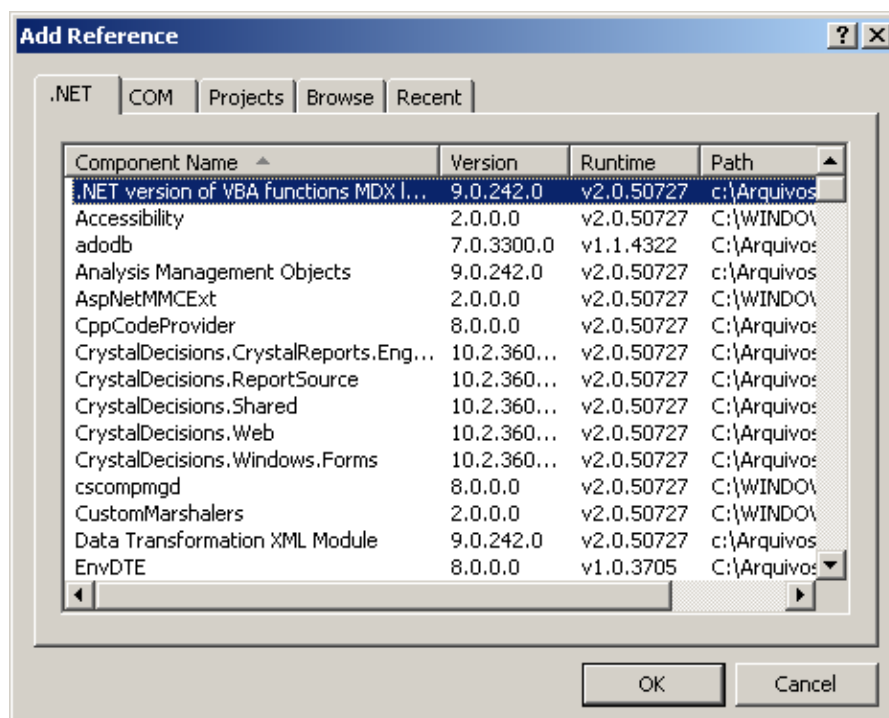 Add Reference
.NET COM Projects Browse Recent
Component Name Version Runtime Path
.NET version of VBA functions MDX l... 9.0.242.0 v2.0.50727 c:\Arquivos
Accessibility 2.0.0.0 v2.0.50727 C:\WINDOW
adodb 7.0.3300.0 v1.1.4322 C:\Arquivos
Analysis Management Objects 9.0.242.0 v2.0.50727 c:\Arquivos
AspNetMMCExt 2.0.0.0 v2.0.50727 C:\WINDOW
CppCodeProvider 8.0.0.0 v2.0.50727 C:\Arquivos
CrystalDecisions.CrystalReports.Eng... 10.2.360... v2.0.50727 C:\Arquivos
CrystalDecisions.ReportSource 10.2.360... v2.0.50727 C:\Arquivos
CrystalDecisions.Shared 10.2.360... v2.0.50727 C:\Arquivos
CrystalDecisions.Web 10.2.360... v2.0.50727 C:\Arquivos
CrystalDecisions.Windows.Forms 10.2.360... v2.0.50727 C:\Arquivos
cscompmgd 8.0.0.0 v2.0.50727 C:\WINDOW
CustomMarshalers 2.0.0.0 v2.0.50727 C:\WINDOW
Data Transformation XML Module 9.0.242.0 v2.0.50727 c:\Arquivos
EnvDTE 8.0.0.0 v1.0.3705 C:\Arquivos
OK Cancel